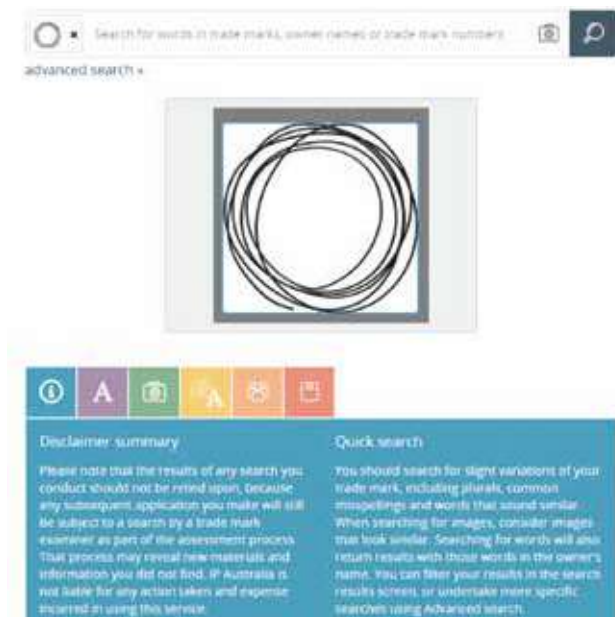 Search for words in trade marks, owner names or trade mark numbers
advanced search »
A
A
Disclaimer summary
Please note that the results of any search you
conduct should not be relied upon, because
any subsequent application you make will still
be subject to a search by a trade mark
examiner as part of the assessment process.
That process may reveal new materials and
information you did not find. IP Australia is
not liable for any action taken and expense
incurred in using this service.
Quick search
You should search for slight variations of your
trade mark, including plurals, common
misspellings and words that sound similar.
When searching for images, consider images
that look similar. Searching for words will also
return results with those words in the owner's
name. You can filter your results in the search
results screen, or undertake more specific
searches using Advanced search.